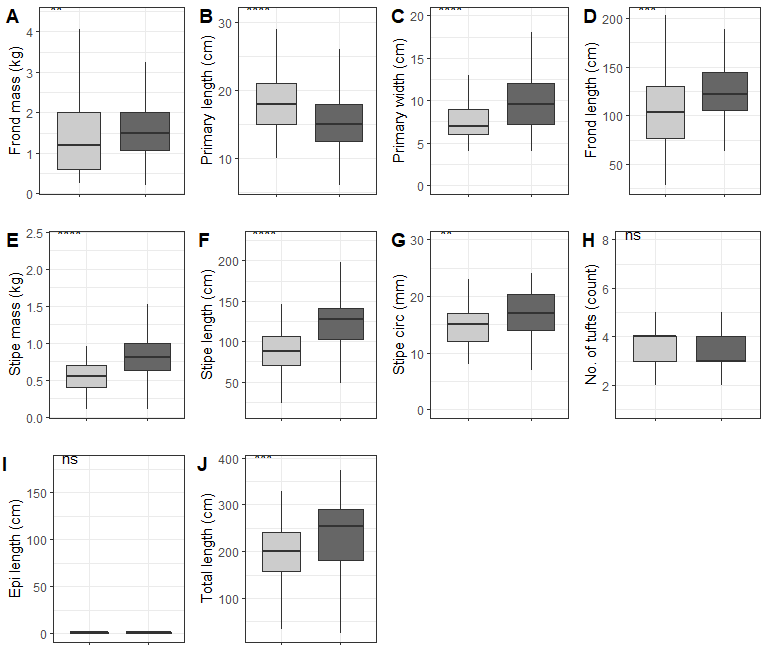 A
Frond mass (kg)
4
3
2
1
0
**
B
Primary length (cm)
30
20
10
****
C
Primary width (cm)
20
15
10
5
0
****
D
Frond length (cm)
200
150
100
50
***
E
Stipe mass (kg)
2.5
2.0
1.5
1.0
0.5
0.0
****
F
Stipe length (cm)
200
150
100
50
****
G
Stipe circ (mm)
30
20
10
0
**
H
No. of tufts (count)
8
6
4
2
ns
I
Epi length (cm)
150
100
50
0
ns
J
Total length (cm)
400
300
200
100
***